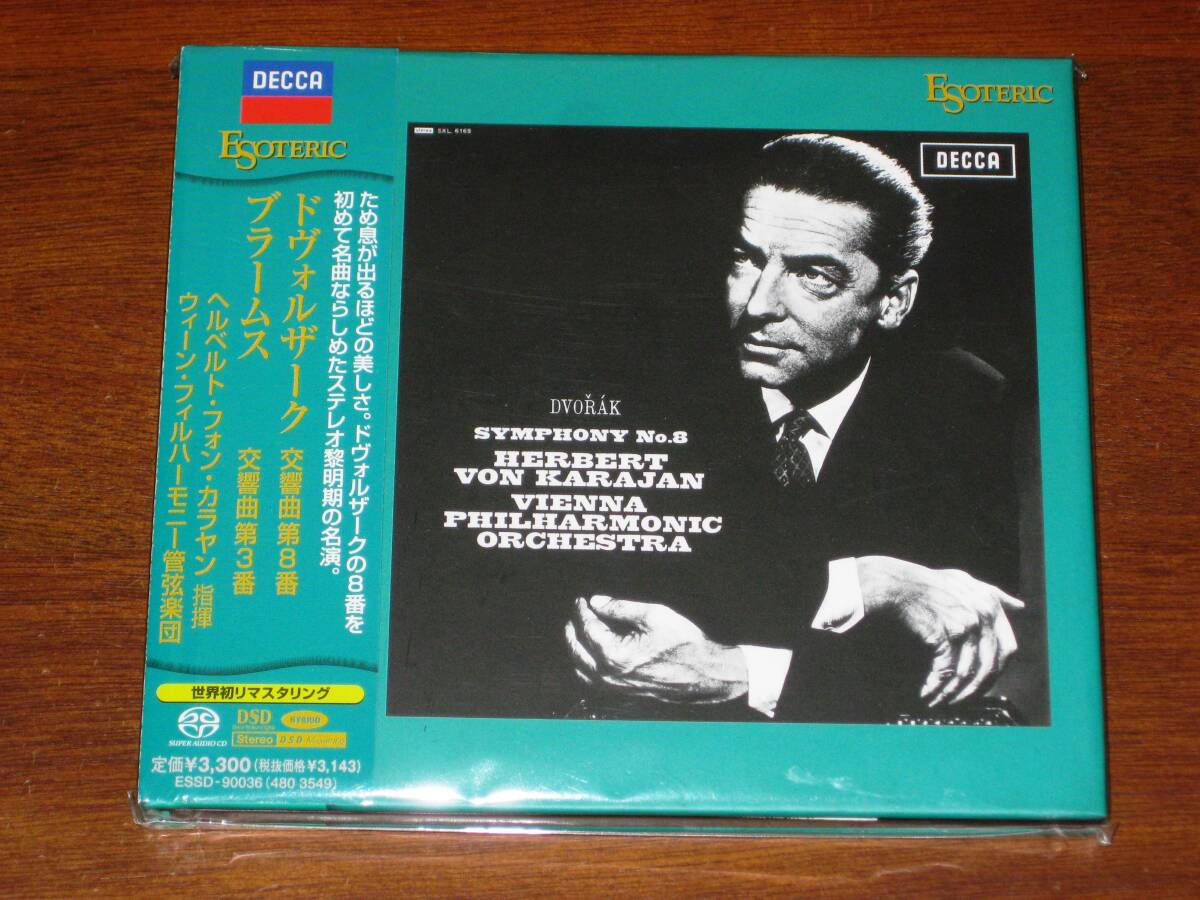 DECCA
ESOTERIC
ため息が出るほどの美しさ。ドヴォルザークの8番を
初めて名曲ならしめたステレオ黎明期の名演。
ドヴォルザーク 交響曲第8番
ブラームス 交響曲第3番
ヘルベルト・フォン・カラヤン 指揮
ウィーン・フィルハーモニー管弦楽団
世界初リマスタリング
SUPER AUDIO CD
DSD
HYBRID
Stereo
定価¥3,300(税抜価格¥3,143)
ESSD-90036 (480 3549)
ESOTERIC
SXL 6169
DECCA
DVOŘÁK
SYMPHONY No.8
HERBERT
VON KARAJAN
VIENNA
PHILHARMONIC
ORCHESTRA